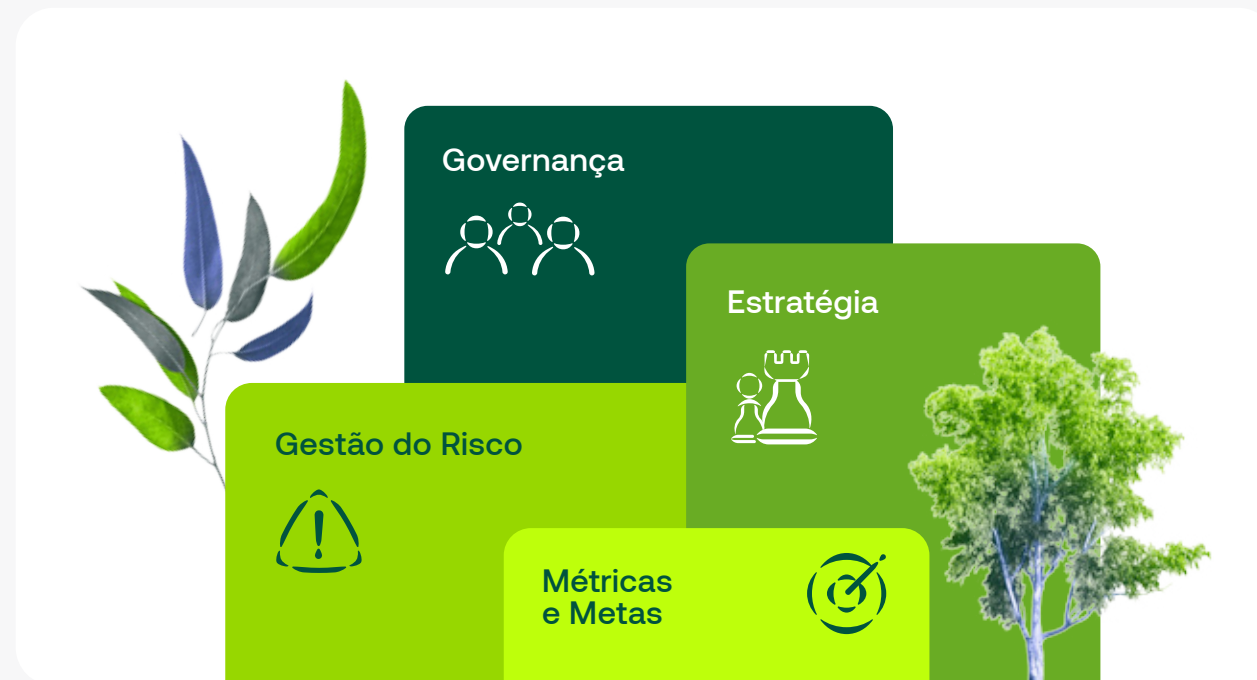 Governança
Estratégia
Gestão do Risco
Métricas
e Metas